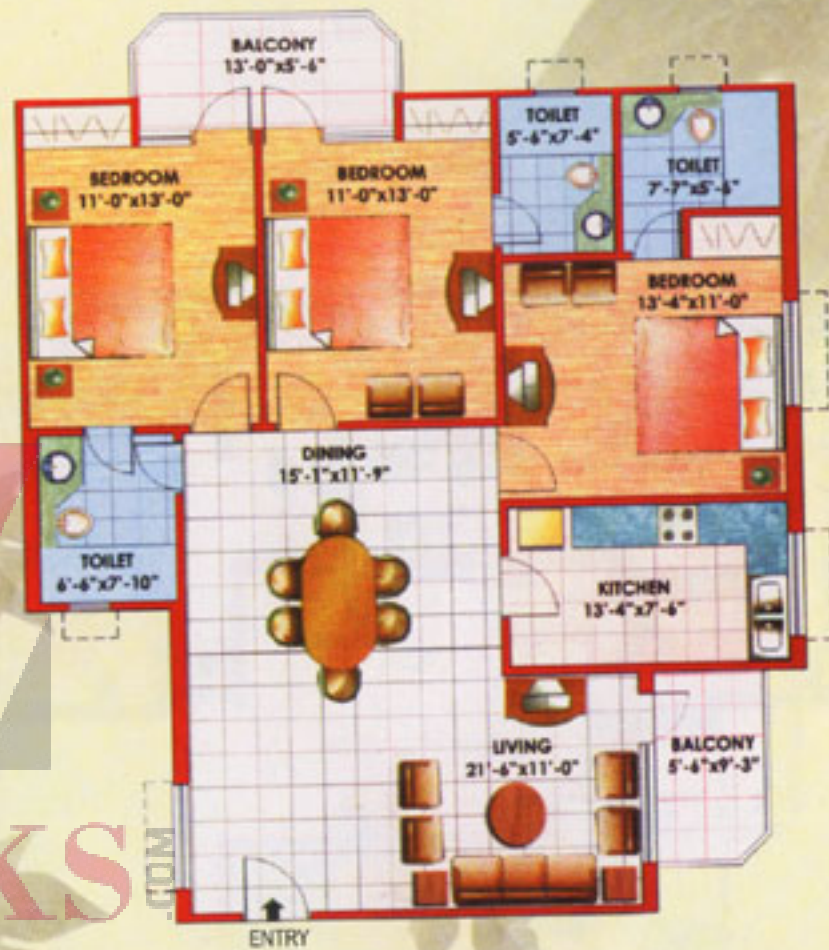 BALCONY
13'-0"x5'-6"
TOILET
5'-6"x7'-4"
TOILET
7'-7"x5'-6"
BEDROOM
11'-0"x13'-0"
BEDROOM
11'-0"x13'-0"
BEDROOM
13'-4"x11'-0"
DINING
15'-1"x11'-9"
TOILET
6'-6"x7'-10"
KITCHEN
13'-4"x7'-6"
LIVING
21'-6"x11'-0"
BALCONY
5'-6"x9'-3"
KS
.COM
ENTRY